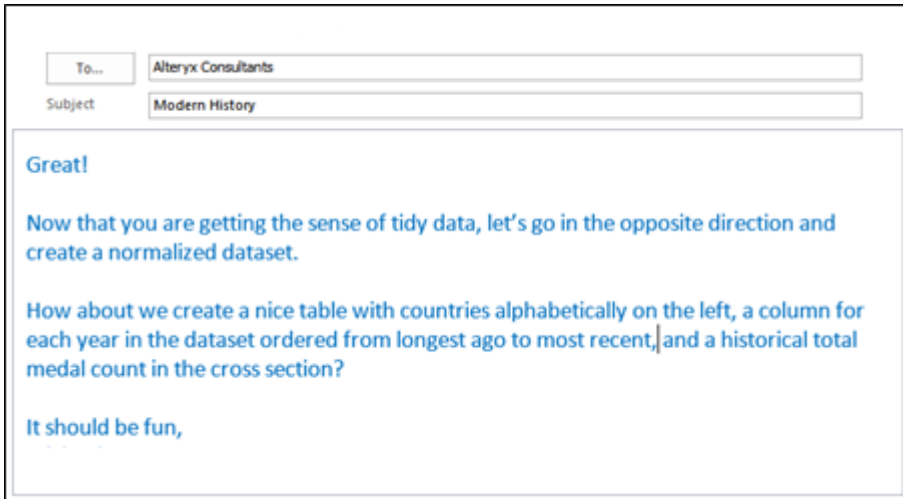 To...
Alteryx Consultants
Subject
Modern History
Great!
Now that you are getting the sense of tidy data, let's go in the opposite direction and
create a normalized dataset.
How about we create a nice table with countries alphabetically on the left, a column for
each year in the dataset ordered from longest ago to most recent, and a historical total
medal count in the cross section?
It should be fun,